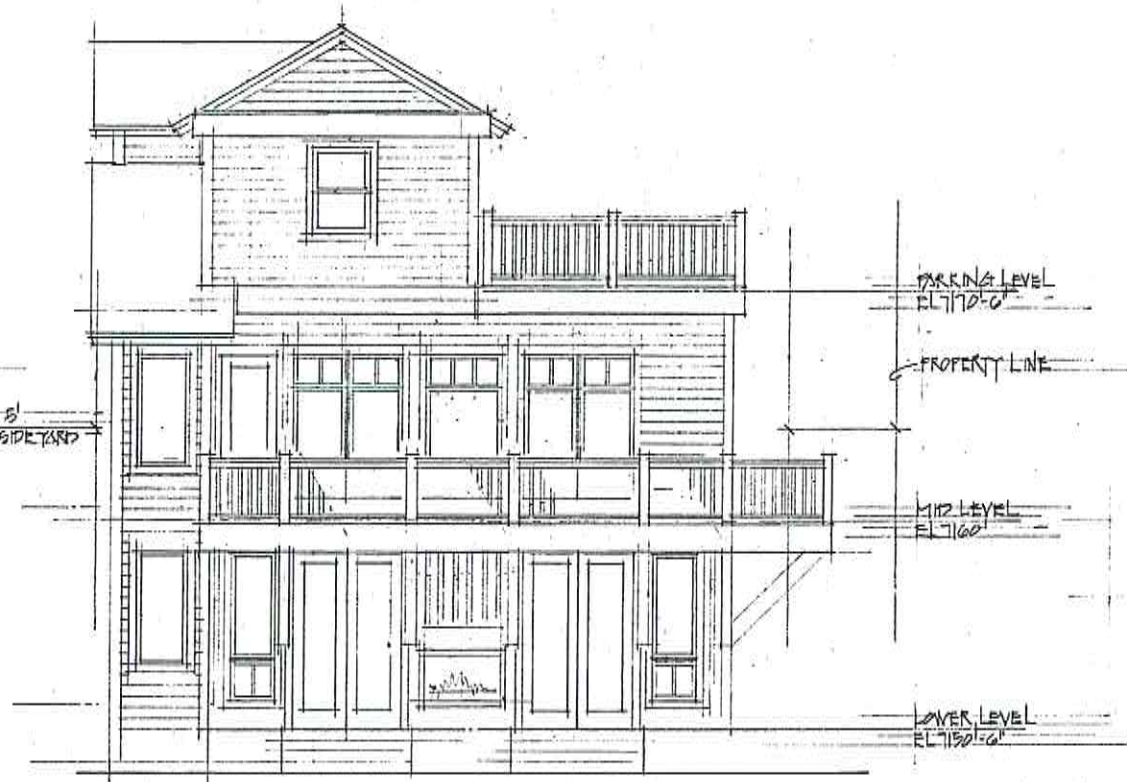 PARKING LEVEL
EL 7170'-6"
PROPERTY LINE
5'
SIDEYARD
MID LEVEL
EL 7160'
LOWER LEVEL
EL 7150'-6"